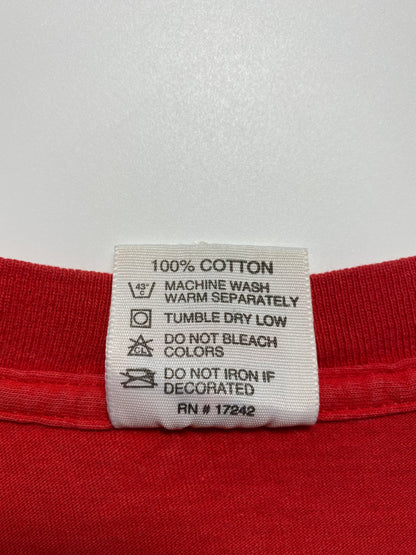 100% COTTON
43° C MACHINE WASH
WARM SEPARATELY
TUMBLE DRY LOW
CL DO NOT BLEACH
COLORS
DO NOT IRON IF
DECORATED
RN # 17242